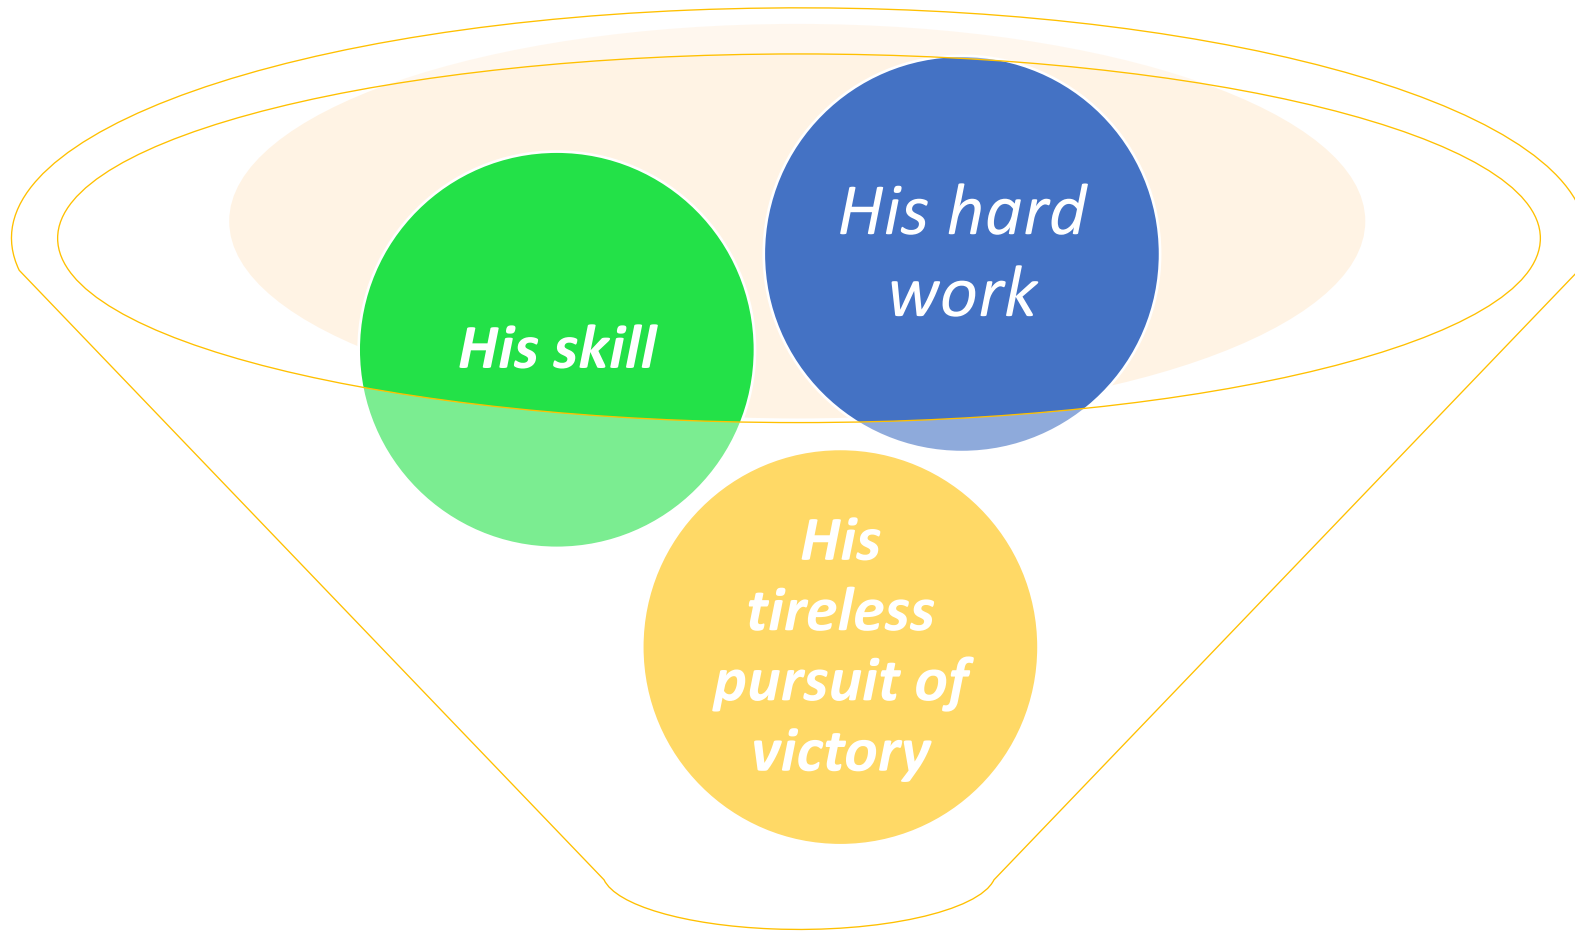 His hard
work
His skill
His
tireless
pursuit of
victory